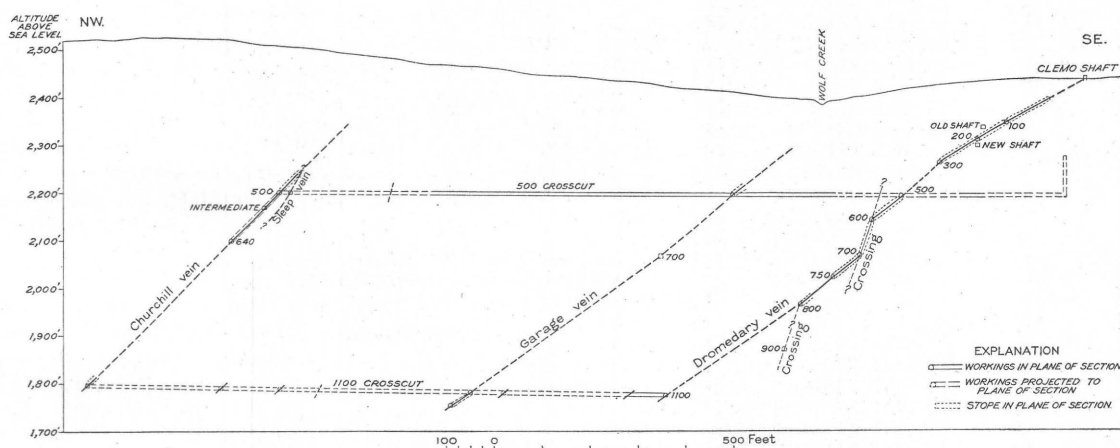 ALTITUDE
ABOVE
SEA LEVEL
NW.
SE.
2,500'
2,400'
2,300'
2,200'
2,100'
2,000'
1,900'
1,800'
1,700'
WOLF CREEK
CLEMO SHAFT
OLD SHAFT
100
200
NEW SHAFT
300
500
500 CROSSCUT
500
?
INTERMEDIATE
? Steep vein
640
600
700
700
Crossing
?
750
800
Churchill vein
Garage vein
Dromedary vein
?
900
Crossing
1100 CROSSCUT
1100
EXPLANATION
WORKINGS IN PLANE OF SECTION
WORKINGS PROJECTED TO
PLANE OF SECTION
STOPE IN PLANE OF SECTION
100 0 500 Feet